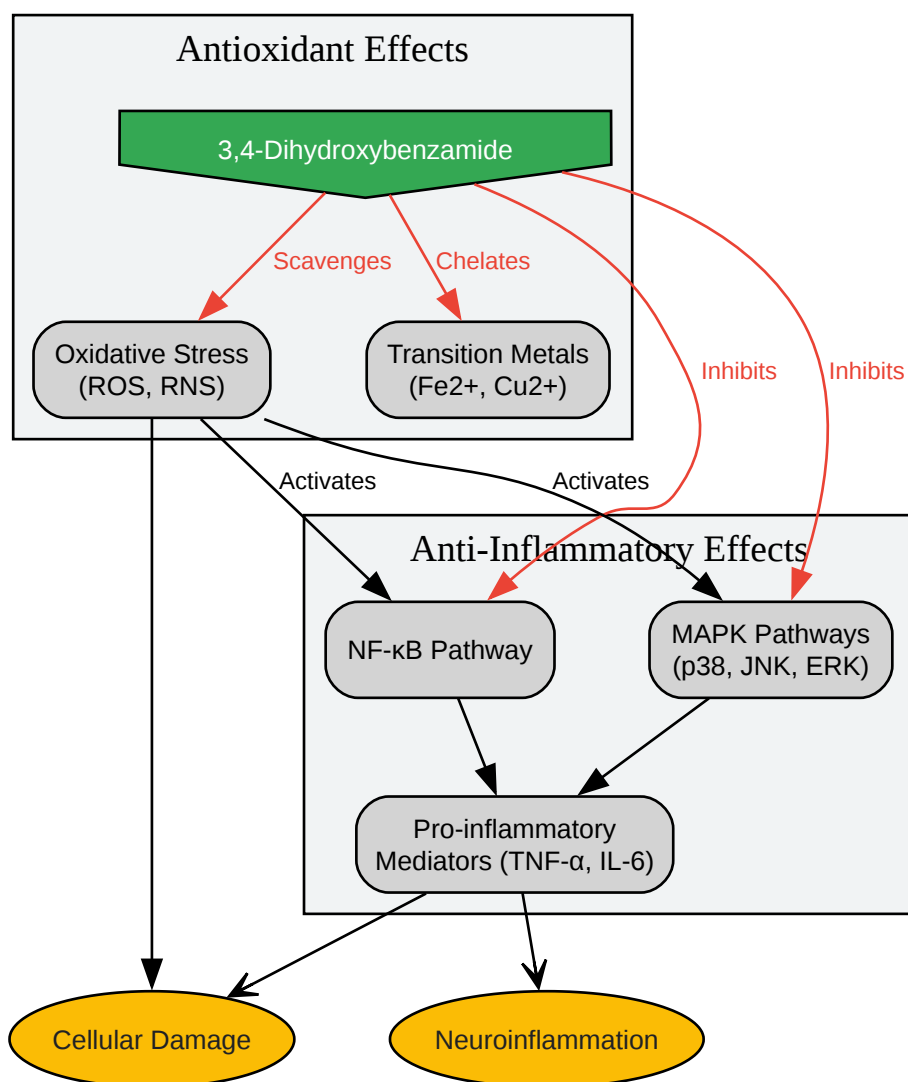 Antioxidant Effects
3,4-Dihydroxybenzamide
Scavenges
Chelates
Oxidative Stress
(ROS, RNS)
Transition Metals
(Fe2+, Cu2+)
Inhibits
Inhibits
Activates
Activates
Anti-Inflammatory Effects
NF-κB Pathway
MAPK Pathways
(p38, JNK, ERK)
Pro-inflammatory
Mediators (TNF-α, IL-6)
Cellular Damage
Neuroinflammation